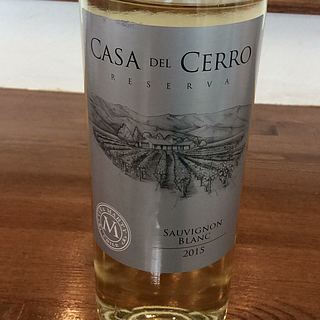 CASA DEL CERRO
RESERVA
M
SAUVIGNON
BLANC
2015